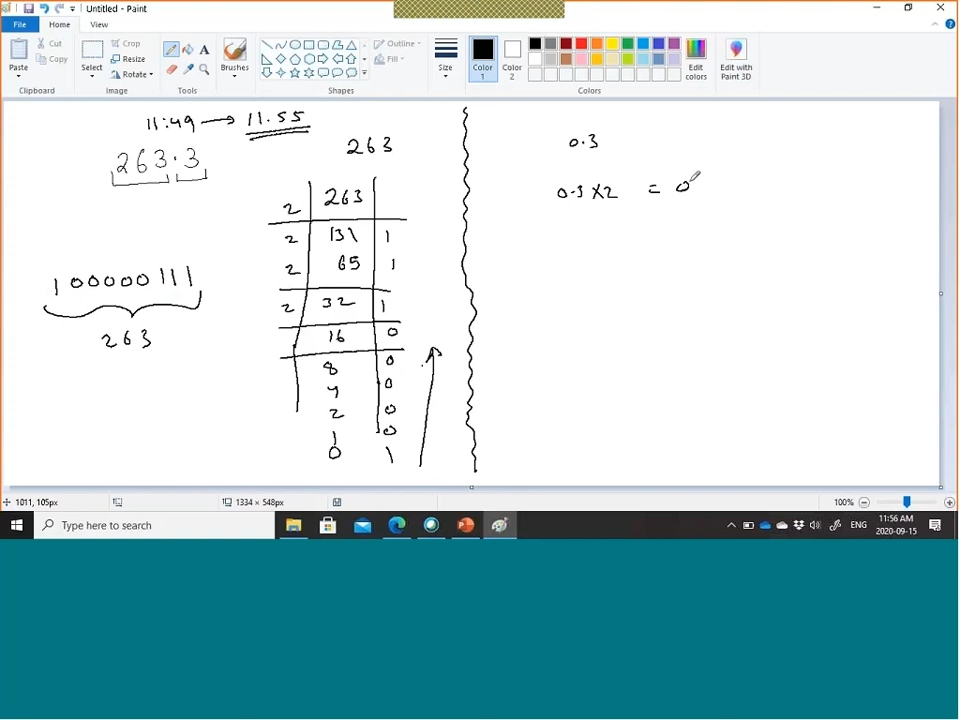 Untitled - Paint
File Home View
Paste
Cut
Copy
Clipboard
Select
Crop
Resize
Rotate
Image
A
Tools
Brushes
Shapes
Outline
Fill
Size
Color 1
Color 2
Edit colors
Colors
Edit with Paint 3D
11:49 → 11.55
263.3
100000111
263
263
2 263
2 131 1
2 65 1
2 32 1
16 0
8 0
4 0
2 0
1 0
0 1
0.3
0.3 × 2 = 0
1011, 105px
1334 × 548px
100%
Type here to search
ENG
11:56 AM
2020-09-15